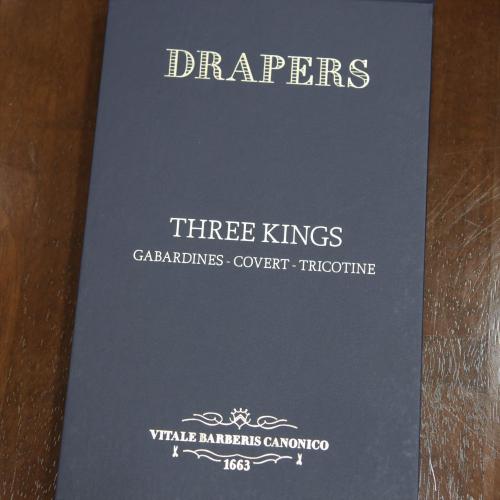 DRAPERS
THREE KINGS
GABARDINES - COVERT - TRICOTINE
VITALE BARBERIS CANONICO
1663